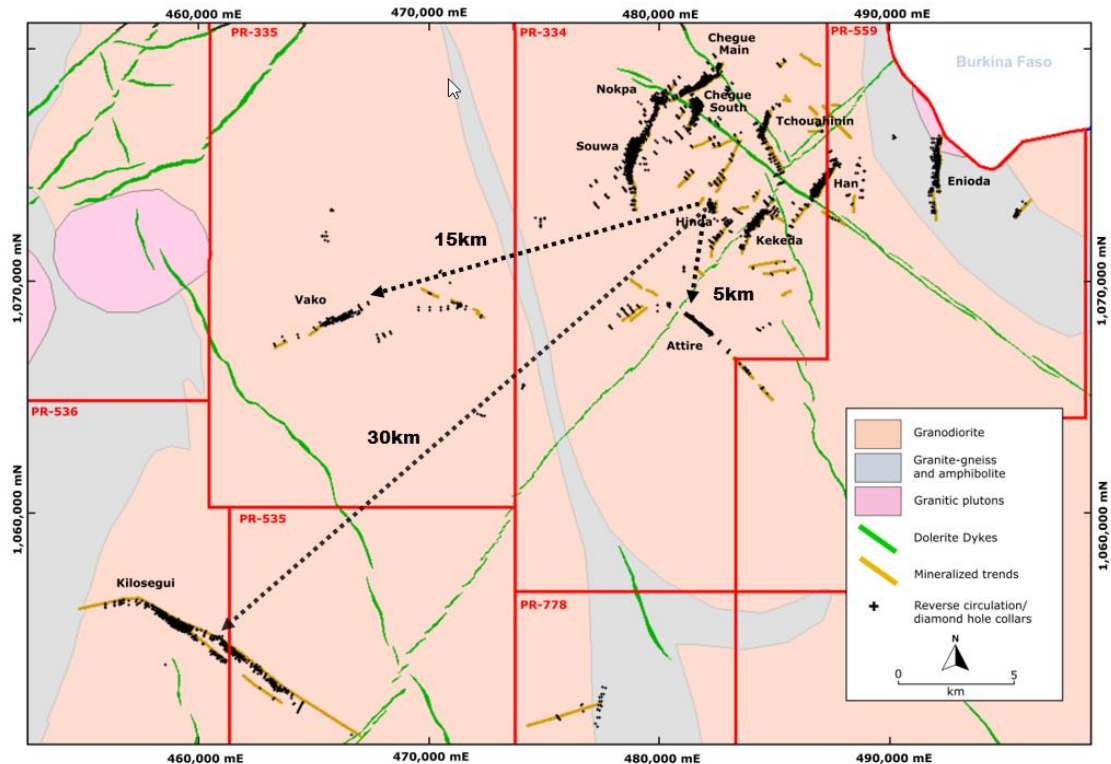 460,000 mE
470,000 mE
480,000 mE
490,000 mE
PR-335
PR-334
PR-559
Burkina Faso
Chegue
Main
Nokpa
Chegue
South
Tchouahinin
Souwa
Han
Enioda
Hinda
Kekeda
15km
1,070,000 mN
1,070,000 mN
Vako
5km
Attire
PR-536
30km
Granodiorite
Granite-gneiss
and amphibolite
Granitic plutons
Dolerite Dykes
Mineralized trends
Reverse circulation/
diamond hole collars
N
0
5
km
1,060,000 mN
1,060,000 mN
PR-535
Kilosegui
PR-778
460,000 mE
470,000 mE
480,000 mE
490,000 mE